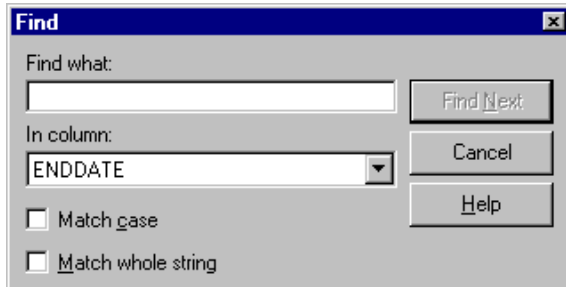 Find
Find what:
Find Next
In column:
Cancel
ENDDATE
Help
Match case
Match whole string